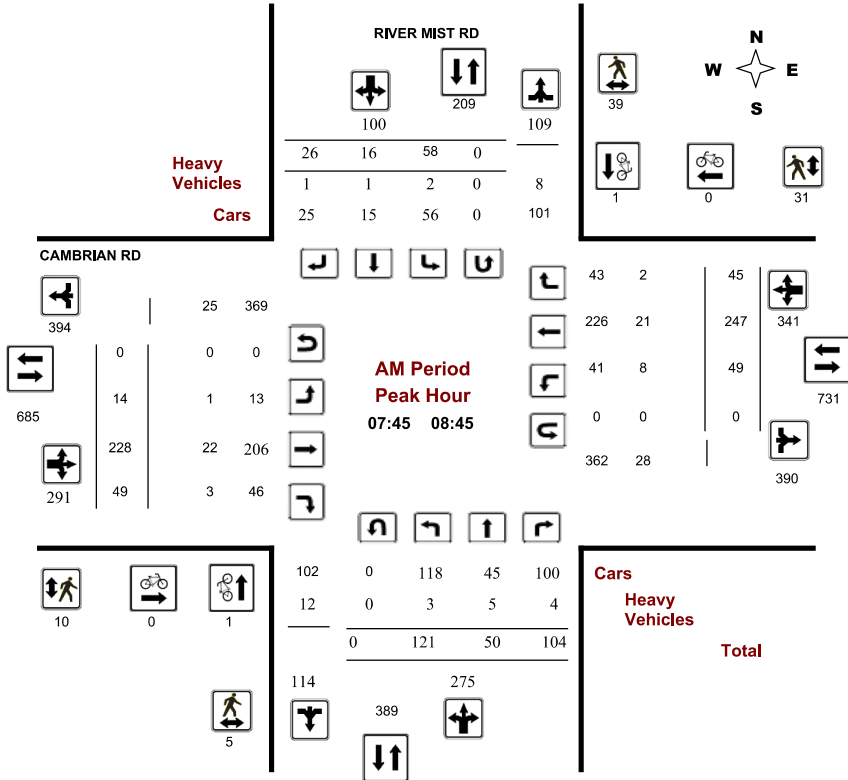 RIVER MIST RD
N
W E
S
209
39
100
109
26 16 58 0
Heavy
Vehicles
1 1 2 0 8
1 0 31
Cars
25 15 56 0 101
CAMBRIAN RD
43 2 45
25 369
394
226 21 247 341
0 0 0
AM Period
Peak Hour
41 8 49
14 1 13
731
685
07:45 08:45
0 0 0
228 22 206
362 28
291
49 3 46
390
102 0 118 45 100
Cars
12 0 3 5 4
Heavy
Vehicles
10 0 1
0 121 50 104
Total
114 275
389
5